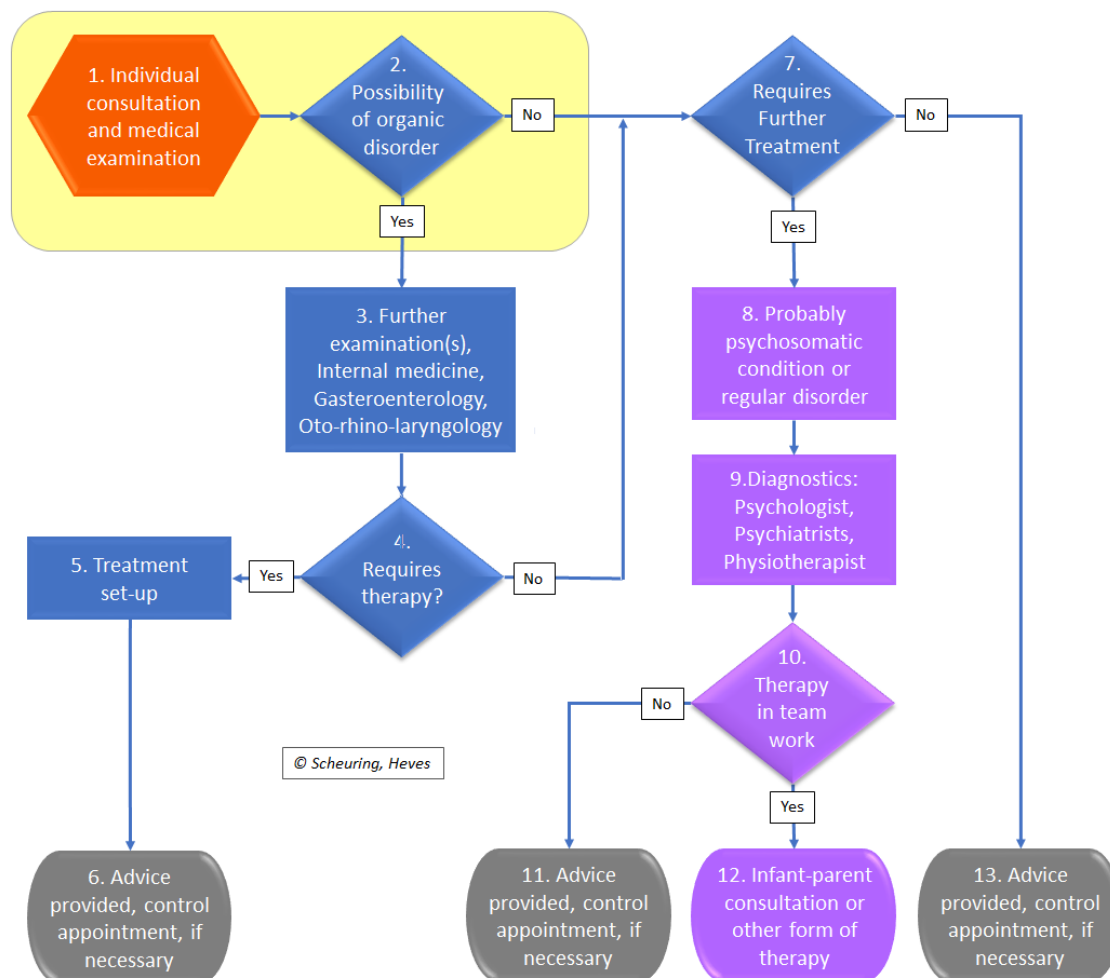 1. Individual
consultation
and medical
examination
2.
Possibility
of organic
disorder
No
Yes
7.
Requires
Further
Treatment
No
Yes
3. Further
examination(s),
Internal medicine,
Gasteroenterology,
Oto-rhino-laryngology
8. Probably
psychosomatic
condition or
regular disorder
9.Diagnostics:
Psychologist,
Psychiatrists,
Physiotherapist
4.
Requires
therapy?
Yes
No
5. Treatment
set-up
10.
Therapy
in team
work
No
Yes
© Scheuring, Heves
6. Advice
provided, control
appointment, if
necessary
11. Advice
provided, control
appointment, if
necessary
12. Infant-parent
consultation or
other form of
therapy
13. Advice
provided, control
appointment, if
necessary